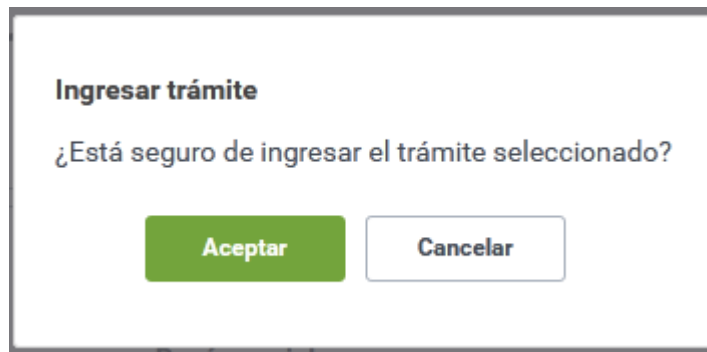 Ingresar trámite
¿Está seguro de ingresar el trámite seleccionado?
Aceptar
Cancelar